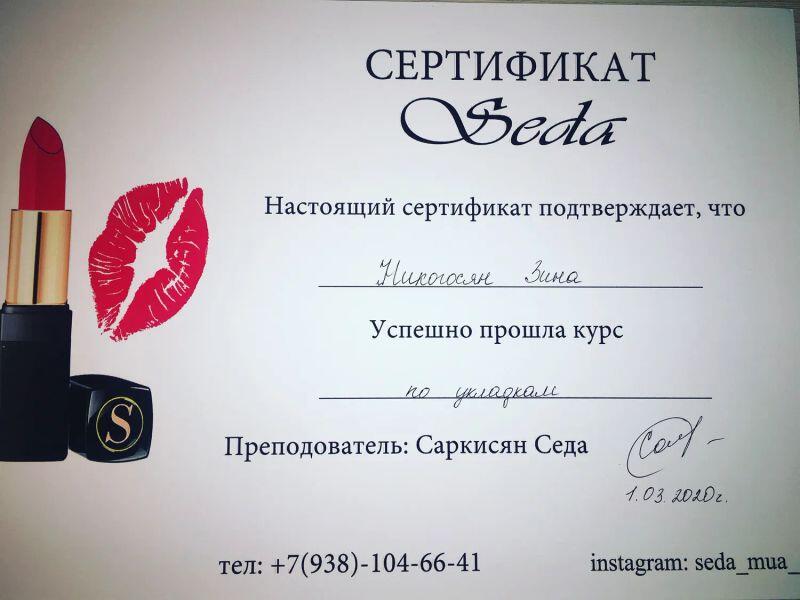 СЕРТИФИКАТ
Seda
Настоящий сертификат подтверждает, что
Никогосян Зина
Успешно прошла курс
по укладкам
S
Преподователь: Саркисян Седа
1.03.2020г.
тел: +7(938)-104-66-41
instagram: seda_mua_